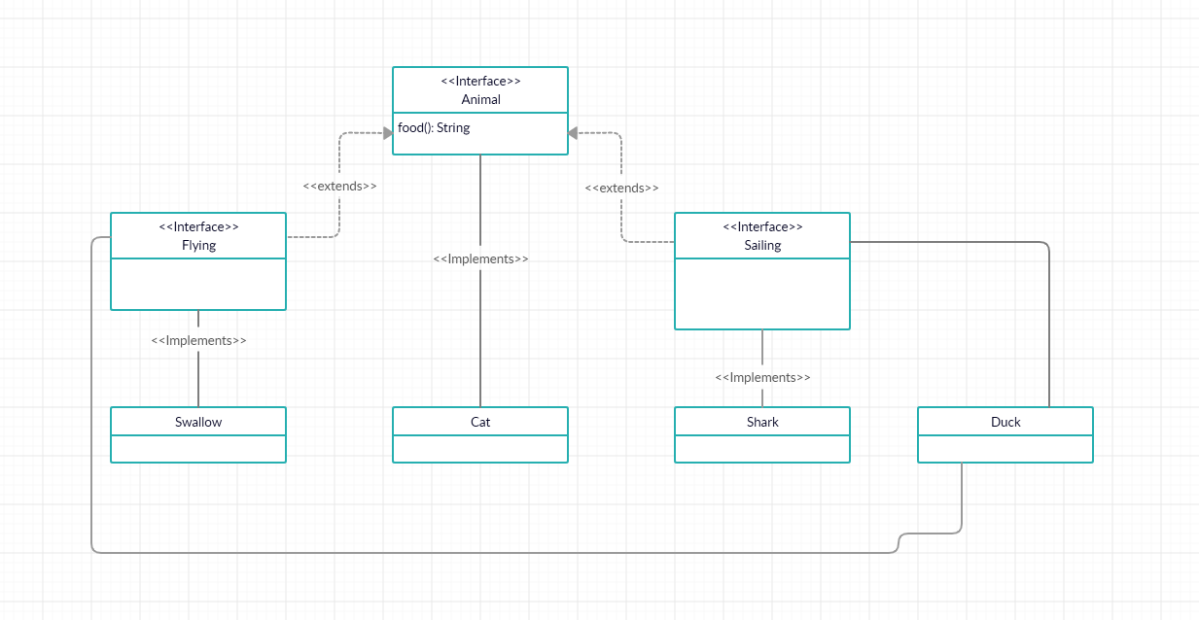 <<Interface>>
Animal
food(): String
<<extends>>
<<extends>>
<<Interface>>
Flying
<<Interface>>
Sailing
<<Implements>>
<<Implements>>
<<Implements>>
Swallow
Cat
Shark
Duck